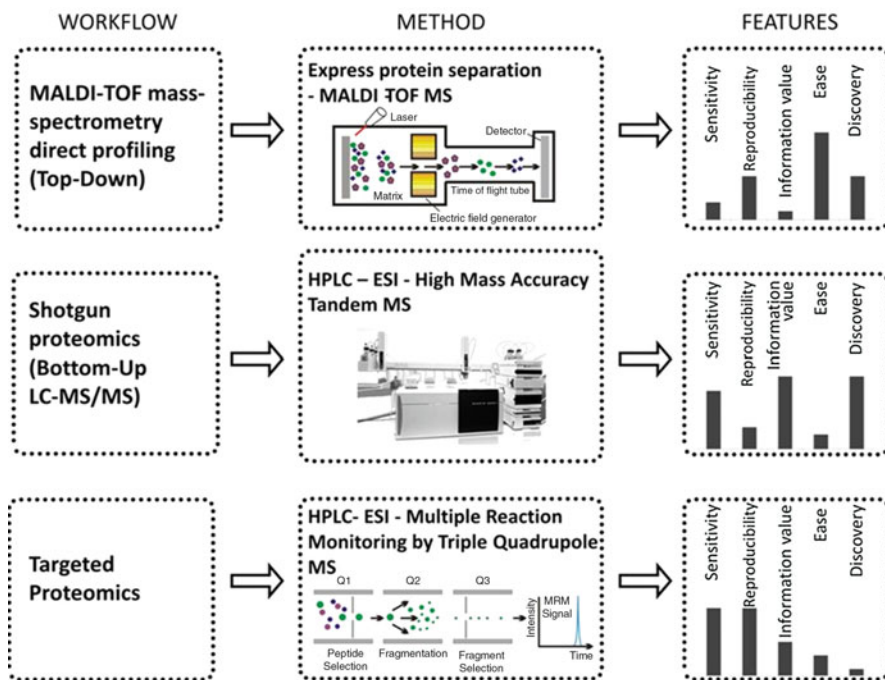 WORKFLOW
METHOD
FEATURES
MALDI-TOF mass-
spectrometry
direct profiling
(Top-Down)
Express protein separation
- MALDI TOF MS
Laser
Detector
Matrix
Time of flight tube
Electric field generator
Sensitivity
Reproducibility
Information value
Ease
Discovery
Shotgun
proteomics
(Bottom-Up
LC-MS/MS)
HPLC – ESI - High Mass Accuracy
Tandem MS
Sensitivity
Reproducibility
Information
value
Ease
Discovery
Targeted
Proteomics
HPLC- ESI - Multiple Reaction
Monitoring by Triple Quadrupole
MS
Q1
Q2
Q3
Peptide
Selection
Fragmentation
Fragment
Selection
Intensity
MRM
Signal
Time
Sensitivity
Reproducibility
Information value
Ease
Discovery